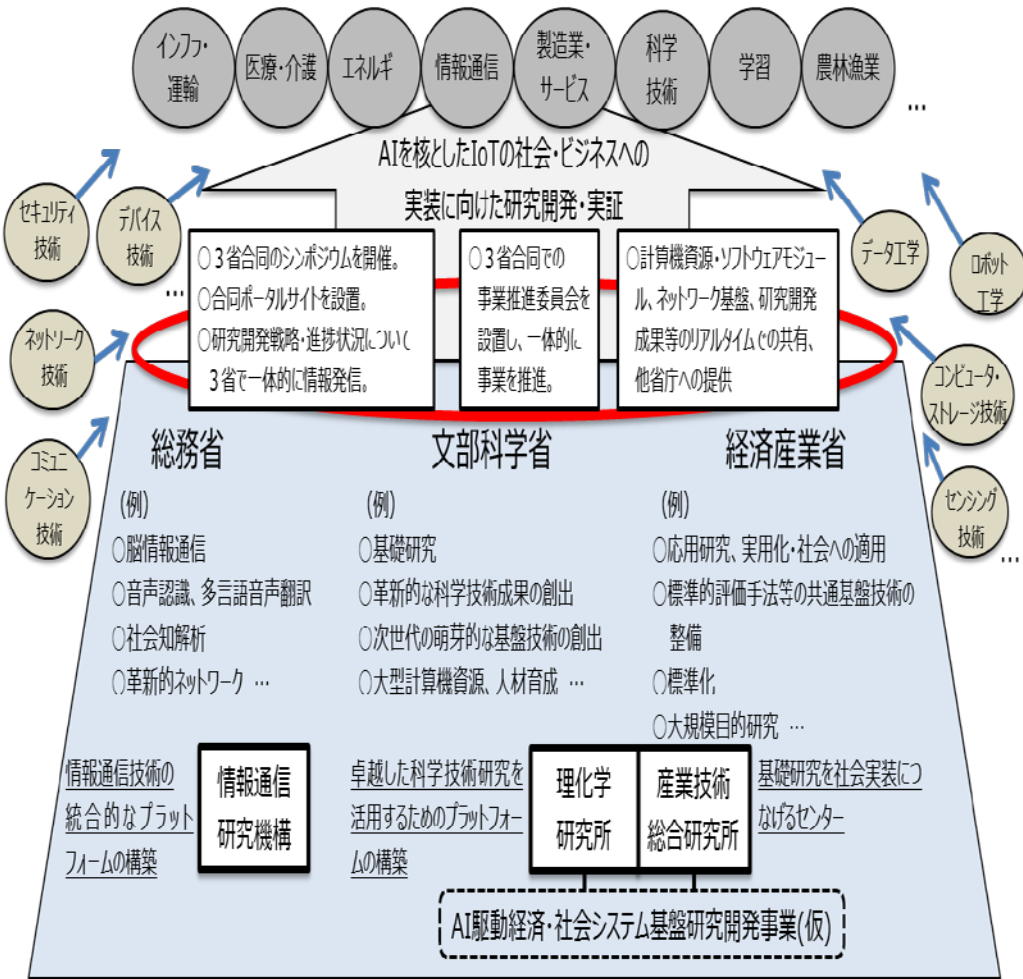 インフラ・
運輸
医療・介護
エネルギ
情報通信
製造業・
サービス
科学
技術
学習
農林漁業
…
AIを核としたIoTの社会・ビジネスへの
実装に向けた研究開発・実証
セキュリティ
技術
デバイス
技術
…
ネットワーク
技術
コミュニ
ケーション
技術
データ工学
ロボット
工学
コンピュータ・
ストレージ技術
センシング
技術
…
○３省合同のシンポジウムを開催。
○合同ポータルサイトを設置。
○研究開発戦略・進捗状況について
３省で一体的に情報発信。
○３省合同での
事業推進委員会を
設置し、一体的に
事業を推進。
○計算機資源・ソフトウェアモジュー
ル、ネットワーク基盤、研究開発
成果等のリアルタイムでの共有、
他省庁への提供
総務省
(例)
○脳情報通信
○音声認識、多言語音声翻訳
○社会知解析
○革新的ネットワーク …
文部科学省
(例)
○基礎研究
○革新的な科学技術成果の創出
○次世代の萌芽的な基盤技術の創出
○大型計算機資源、人材育成 …
経済産業省
(例)
○応用研究、実用化・社会への適用
○標準的評価手法等の共通基盤技術の
整備
○標準化
○大規模目的研究 …
情報通信技術の
統合的なプラット
フォームの構築
情報通信
研究機構
卓越した科学技術研究を
活用するためのプラットフォー
ムの構築
理化学
研究所
産業技術
総合研究所
基礎研究を社会実装につ
なげるセンター
AI駆動経済・社会システム基盤研究開発事業(仮)